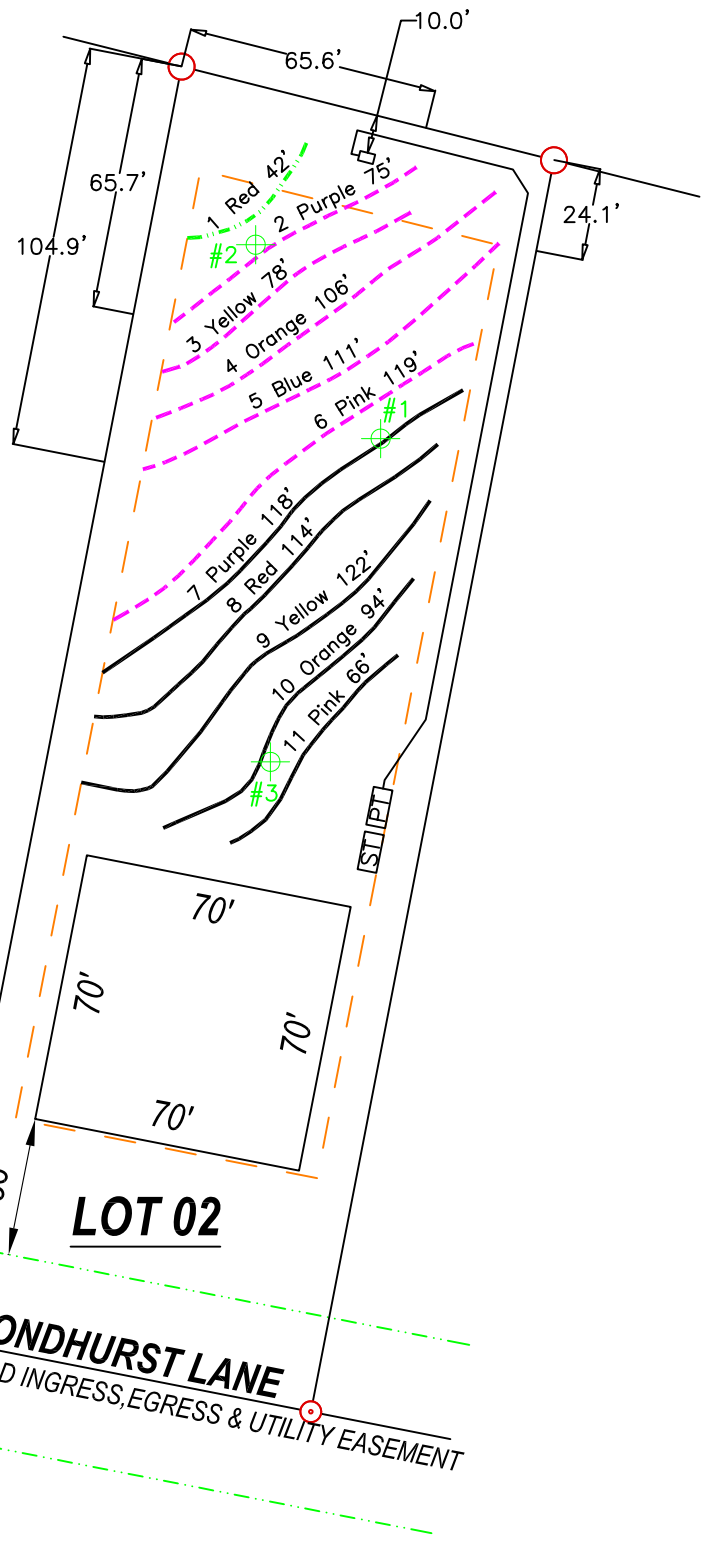 10.0'
65.6'
65.7'
104.9'
24.1'
1 Red 42'
2 Purple 75'
#2
3 Yellow 78'
4 Orange 106'
5 Blue 111'
6 Pink 119'
#1
7 Purple 118'
8 Red 114'
9 Yellow 122'
10 Orange 94'
11 Pink 66'
#3
PT
ST
70'
70'
70'
70'
LOT 02
ONDHURST LANE
D INGRESS,EGRESS & UTILITY EASEMENT